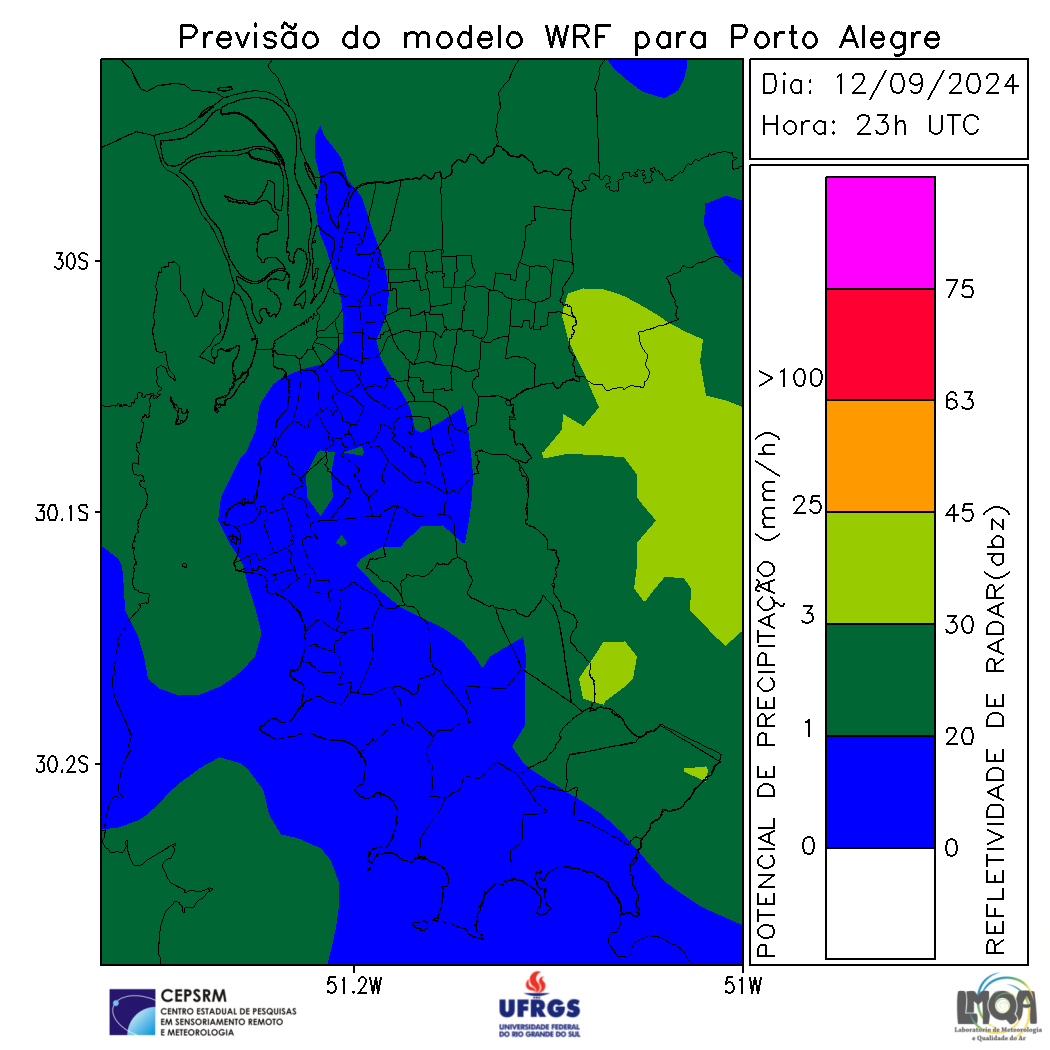 Previsão do modelo WRF para Porto Alegre
Dia: 12/09/2024
Hora: 23h UTC
30S
30.1S
30.2S
51.2W
51W
POTENCIAL DE PRECIPITAÇÃO (mm/h)
>100
25
3
1
0
75
63
45
30
20
0
REFLETIVIDADE DE RADAR(dbz)
CEPSRM
CENTRO ESTADUAL DE PESQUISAS
EM SENSORIAMENTO REMOTO
E METEOROLOGIA
UFRGS
UNIVERSIDADE FEDERAL
DO RIO GRANDE DO SUL
LMQA
Laboratório de Meteorologia
e Qualidade do Ar